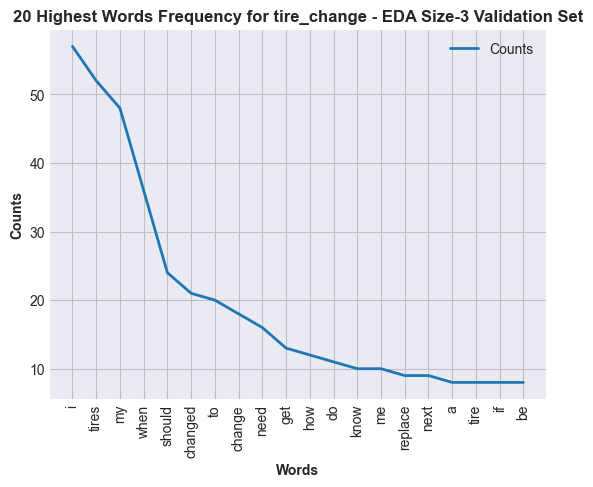 20 Highest Words Frequency for tire_change - EDA Size-3 Validation Set
Counts
Counts
50
40
30
20
10
i
tires
my
when
should
changed
to
change
need
get
how
do
know
me
replace
next
a
tire
if
be
Words